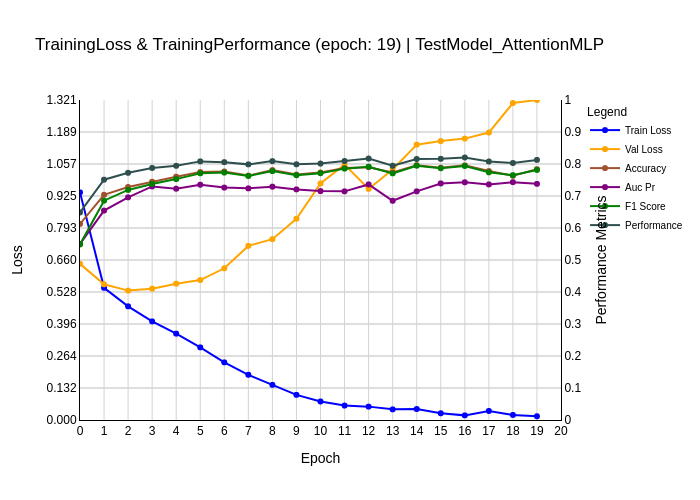 TrainingLoss & TrainingPerformance (epoch: 19) | TestModel_AttentionMLP
1.321
1.189
1.057
0.925
0.793
0.660
0.528
0.396
0.264
0.132
0.000
Loss
0 1 2 3 4 5 6 7 8 9 10 11 12 13 14 15 16 17 18 19 20
Epoch
1
0.9
0.8
0.7
0.6
0.5
0.4
0.3
0.2
0.1
0
Performance Metrics
Legend
Train Loss
Val Loss
Accuracy
Auc Pr
F1 Score
Performance